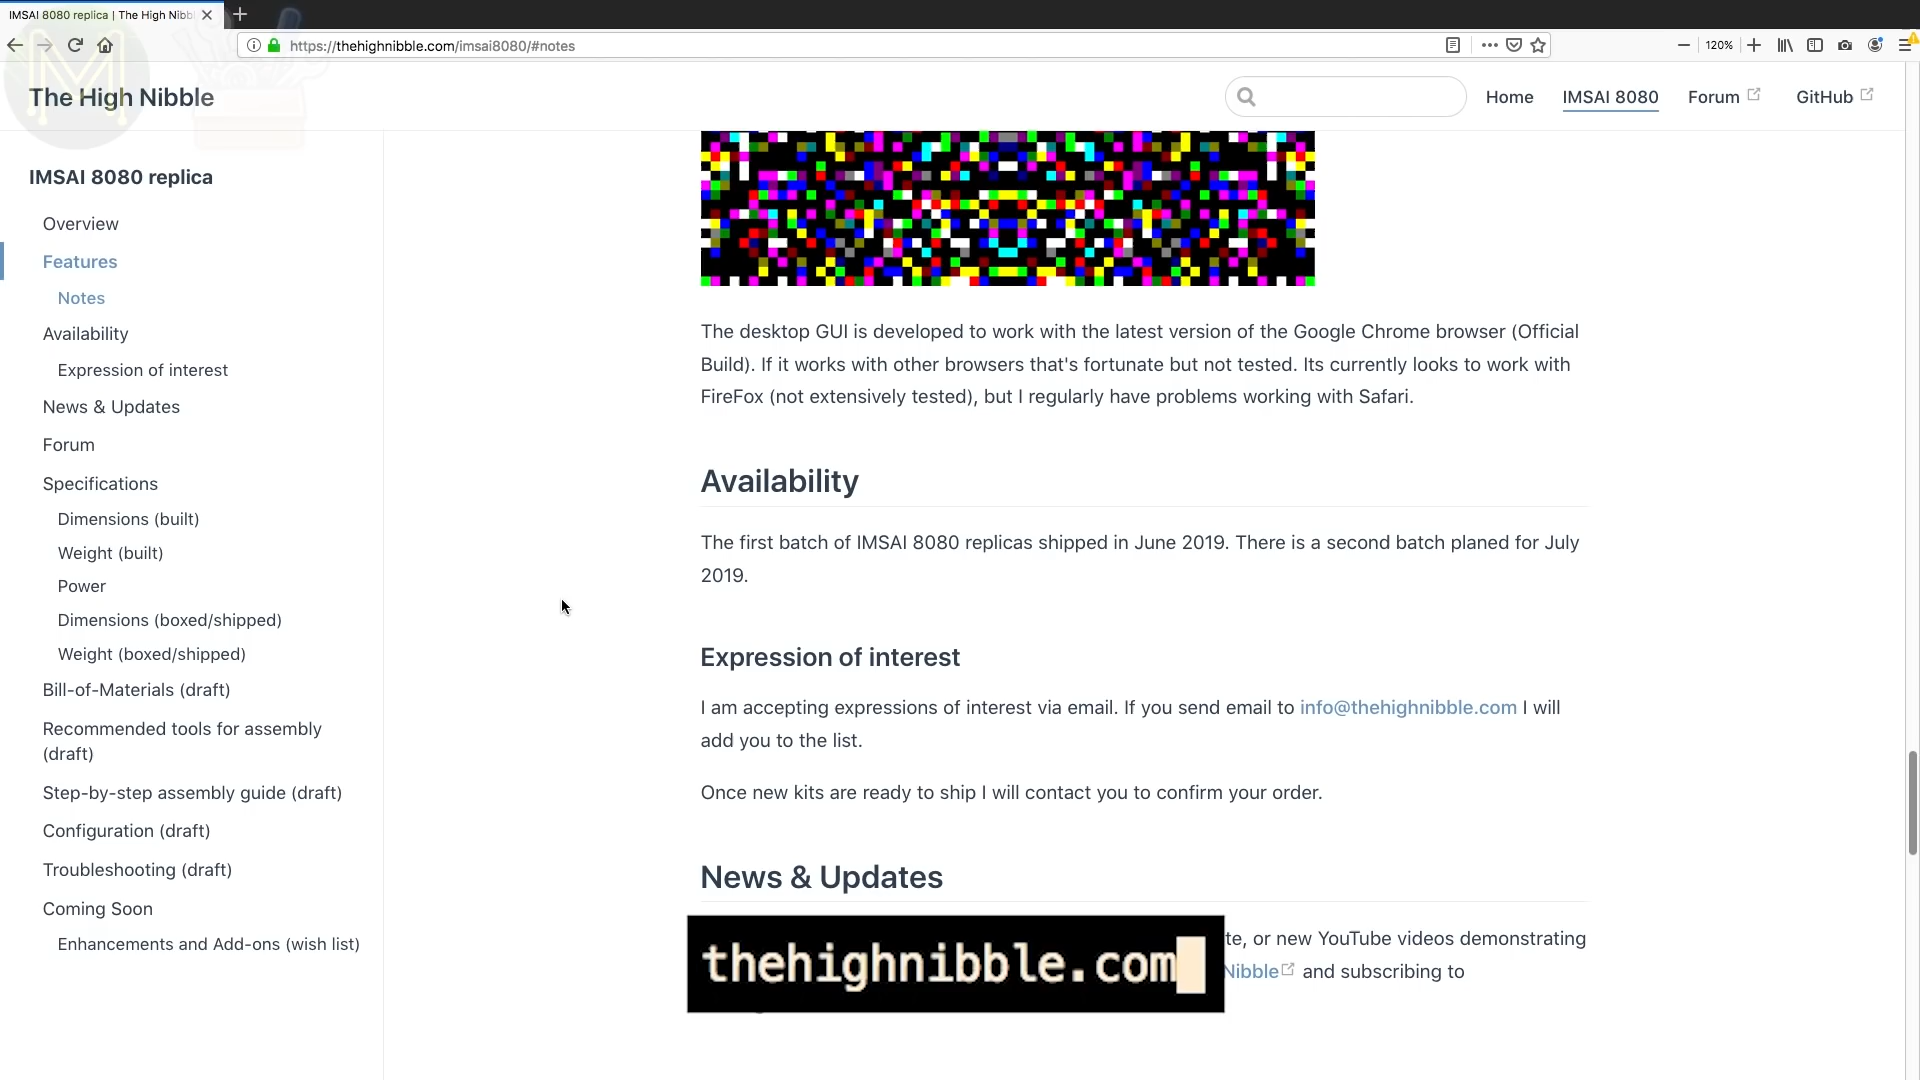 IMSAI 8080 replica | The High Nibb
https://thehighnibble.com/imsai8080/#notes
120%
The High Nibble
Home
IMSAI 8080
Forum
GitHub
IMSAI 8080 replica
Overview
Features
Notes
Availability
Expression of interest
News & Updates
Forum
Specifications
Dimensions (built)
Weight (built)
Power
Dimensions (boxed/shipped)
Weight (boxed/shipped)
Bill-of-Materials (draft)
Recommended tools for assembly
(draft)
Step-by-step assembly guide (draft)
Configuration (draft)
Troubleshooting (draft)
Coming Soon
Enhancements and Add-ons (wish list)
The desktop GUI is developed to work with the latest version of the Google Chrome browser (Official
Build). If it works with other browsers that's fortunate but not tested. Its currently looks to work with
FireFox (not extensively tested), but I regularly have problems working with Safari.
Availability
The first batch of IMSAI 8080 replicas shipped in June 2019. There is a second batch planed for July
2019.
Expression of interest
I am accepting expressions of interest via email. If you send email to info@thehighnibble.com I will
add you to the list.
Once new kits are ready to ship I will contact you to confirm your order.
News & Updates
te, or new YouTube videos demonstrating
Nibble and subscribing to
thehighnibble.com